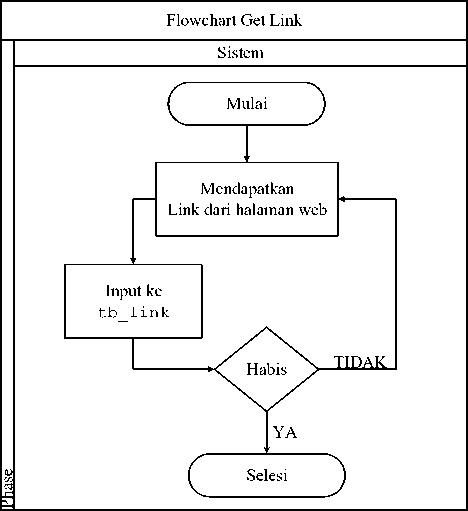 Flowchart Get Link
Sistem
Mulai
Mendapatkan
Link dari halaman web
Input ke
tb_link
Habis
TIDAK
YA
Selesi
Phase